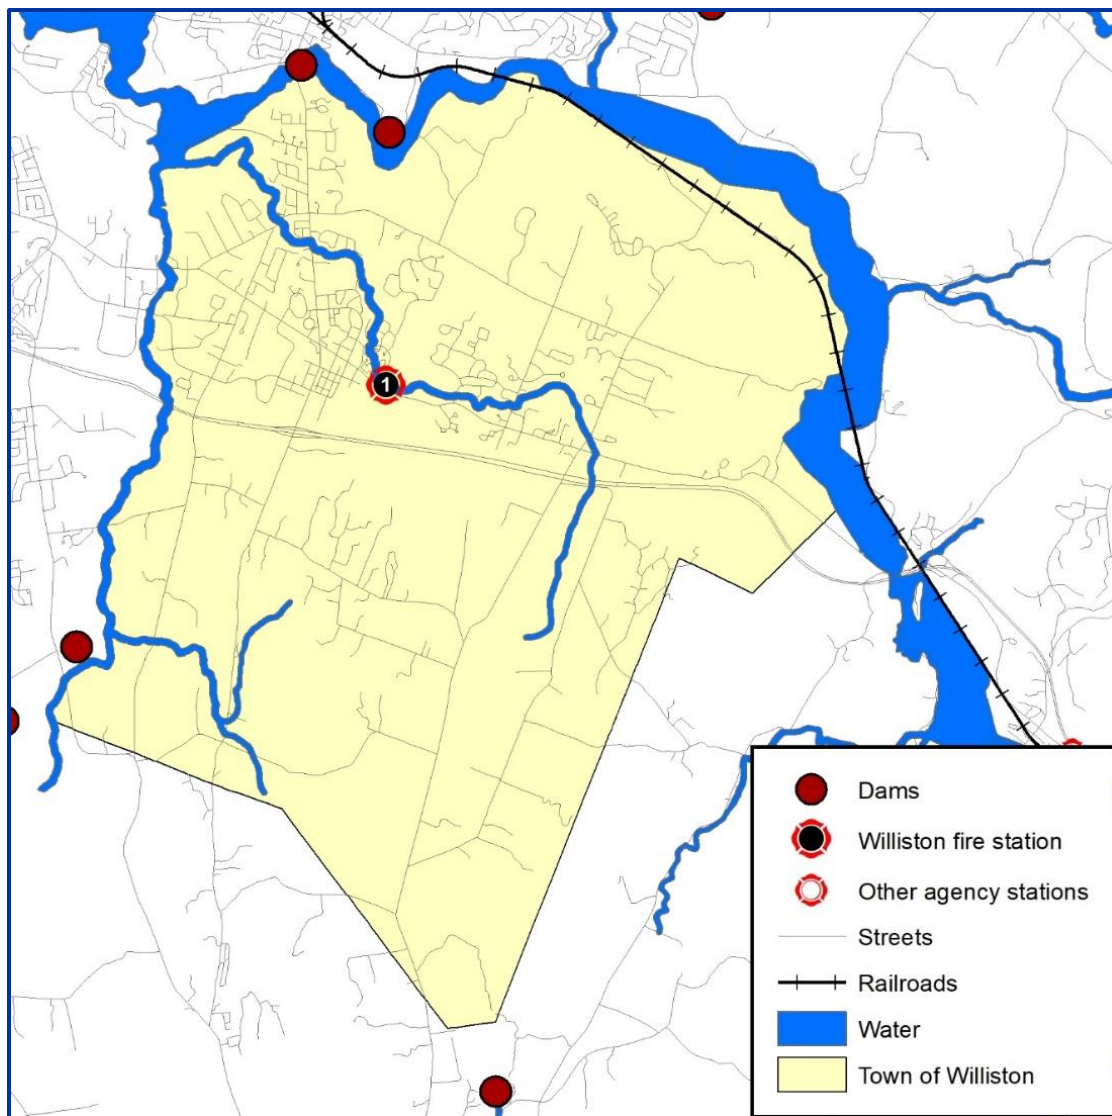 1
Dams
Williston fire station
Other agency stations
Streets
Railroads
Water
Town of Williston